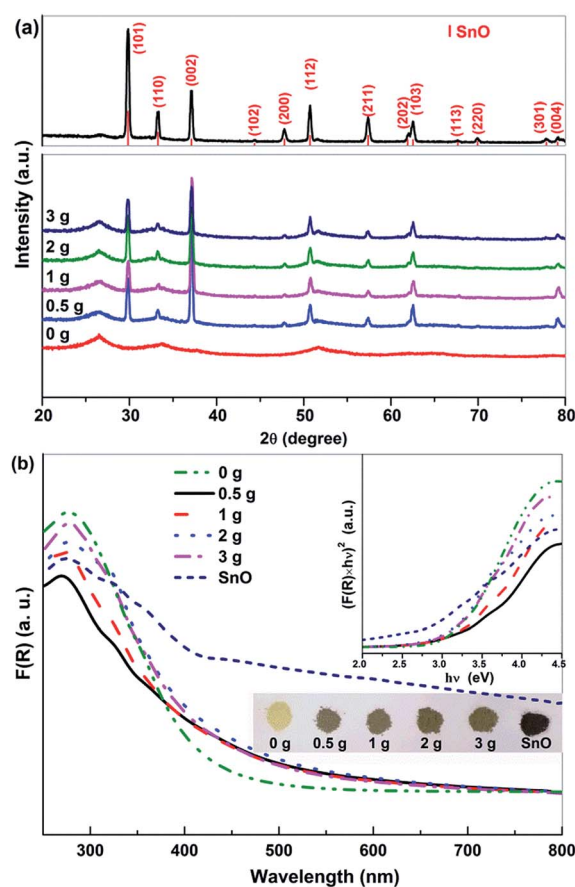 (a)
I SnO
(101)
(110)
(002)
(102)
(200)
(112)
(211)
(202)
(103)
(113)
(220)
(301)
(004)
Intensity (a.u.)
3 g
2 g
1 g
0.5 g
0 g
20 30 40 50 60 70 80
2θ (degree)
(b)
0 g
0.5 g
1 g
2 g
3 g
SnO
F(R) (a. u.)
(F(R)×hν)² (a.u.)
2.0 2.5 3.0 3.5 4.0 4.5
hν (eV)
0 g 0.5 g 1 g 2 g 3 g SnO
300 400 500 600 700 800
Wavelength (nm)